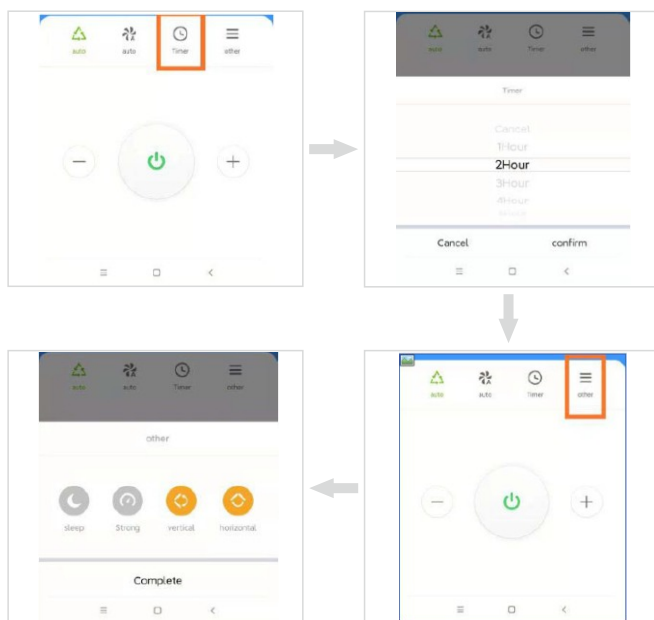 auto auto Timer other
auto auto Timer other
Timer
Cancel
1Hour
2Hour
3Hour
4Hour
Cancel confirm
auto auto Timer other
other
sleep Strong vertical horizontal
Complete
auto auto Timer other